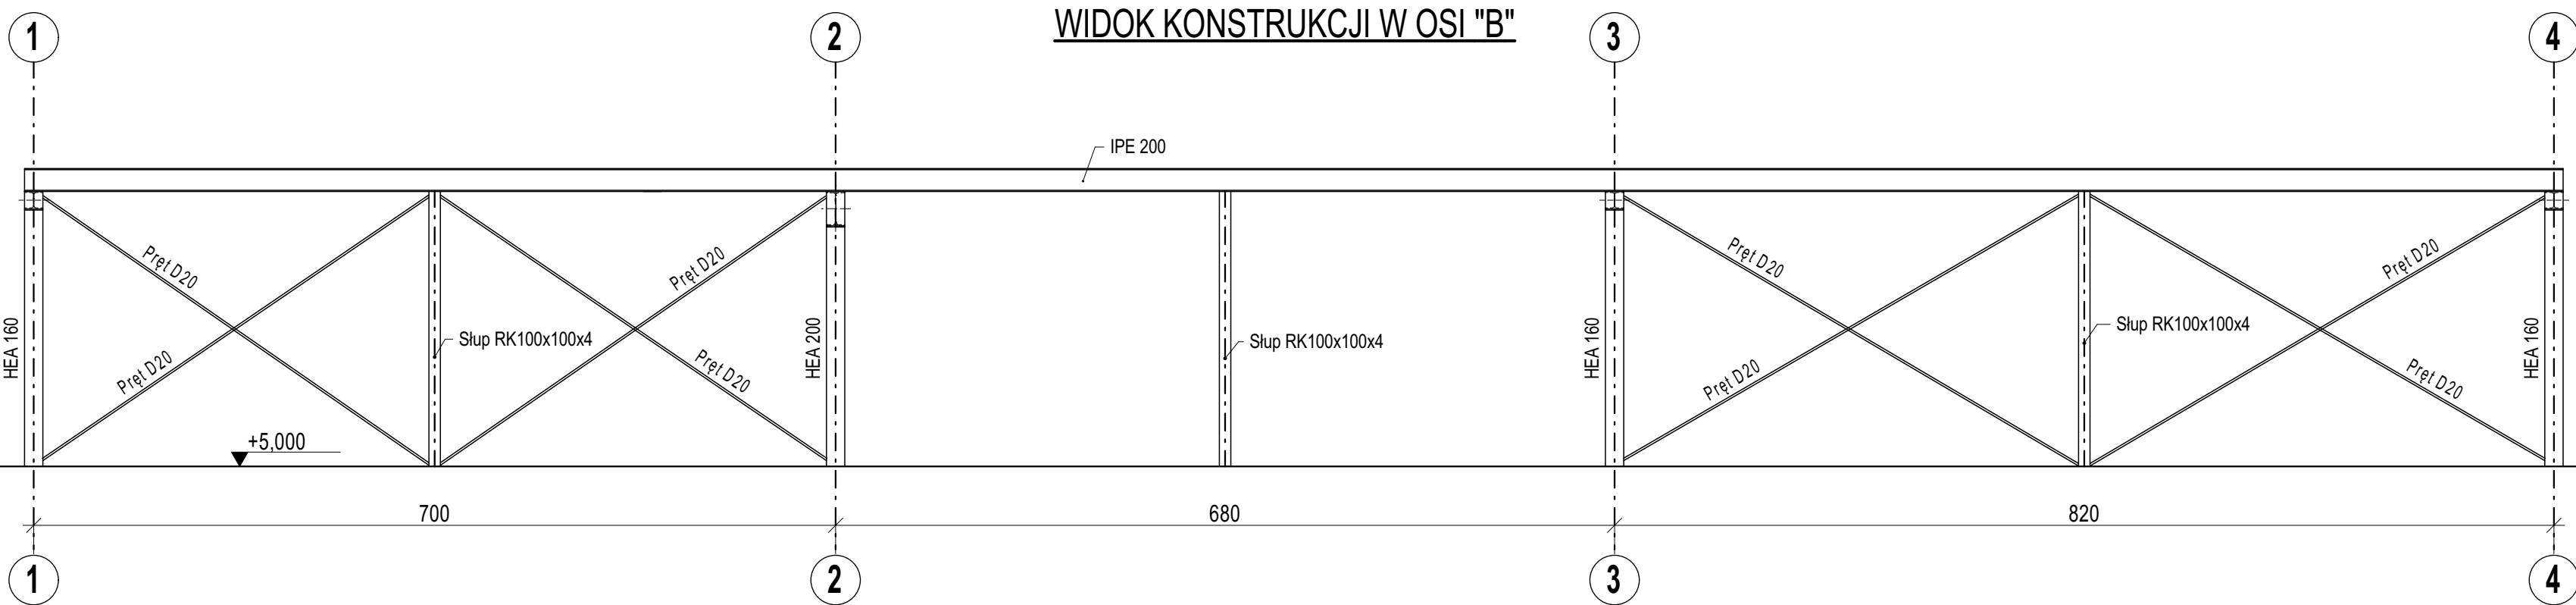 WIDOK KONSTRUKCJI W OSI "B"
1
2
3
4
IPE 200
Pręt D20
Pręt D20
Pręt D20
Pręt D20
HEA 160
Słup RK100x100x4
HEA 200
Słup RK100x100x4
HEA 160
Słup RK100x100x4
HEA 160
Pręt D20
Pręt D20
Pręt D20
Pręt D20
+5,000
700
680
820
1
2
3
4